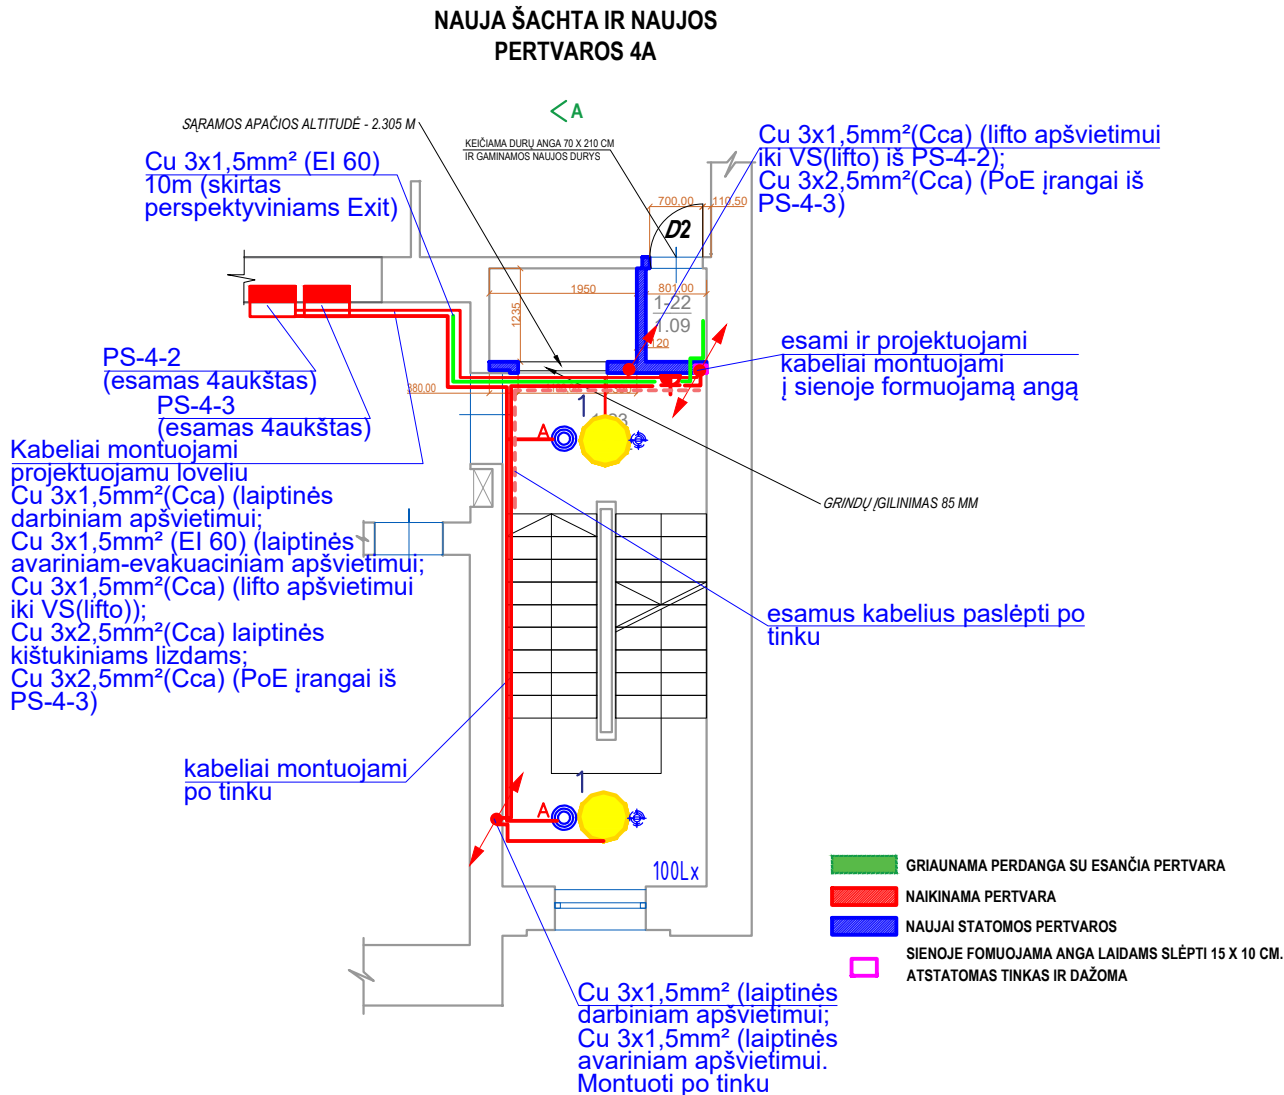 NAUJA ŠACHTA IR NAUJOS
PERTVAROS 4A
A
SĄRAMOS APAČIOS ALTITUDĖ - 2.305 M
KEIČIAMA DURŲ ANGA 70 X 210 CM
IR GAMINAMOS NAUJOS DURYS
Cu 3x1,5mm² (EI 60)
10m (skirtas
perspektyviniams Exit)
Cu 3x1,5mm²(Cca) (lifto apšvietimui
iki VS(lifto) iš PS-4-2);
Cu 3x2,5mm²(Cca) (PoE įrangai iš
PS-4-3)
700.00
110.50
D2
1950
801.00
1235
1-22
1.09
120
esami ir projektuojami
kabeliai montuojami
į sienoje formuojamą angą
PS-4-2
(esamas 4aukštas)
PS-4-3
(esamas 4aukštas)
380.00
1
A
Kabeliai montuojami
projektuojamu loveliu
Cu 3x1,5mm²(Cca) (laiptinės
darbiniam apšvietimui;
Cu 3x1,5mm² (EI 60) (laiptinės
avariniam-evakuaciniam apšvietimui;
Cu 3x1,5mm²(Cca) (lifto apšvietimui
iki VS(lifto));
Cu 3x2,5mm²(Cca) laiptinės
kištukiniams lizdams;
Cu 3x2,5mm²(Cca) (PoE įrangai iš
PS-4-3)
GRINDŲ ĮGILINIMAS 85 MM
esamus kabelius paslėpti po
tinku
kabeliai montuojami
po tinku
1
A
100Lx
GRIAUNAMA PERDANGA SU ESANČIA PERTVARA
NAIKINAMA PERTVARA
NAUJAI STATOMOS PERTVAROS
SIENOJE FOMUOJAMA ANGA LAIDAMS SLĖPTI 15 X 10 CM.
ATSTATOMAS TINKAS IR DAŽOMA
Cu 3x1,5mm² (laiptinės
darbiniam apšvietimui;
Cu 3x1,5mm² (laiptinės
avariniam apšvietimui.
Montuoti po tinku